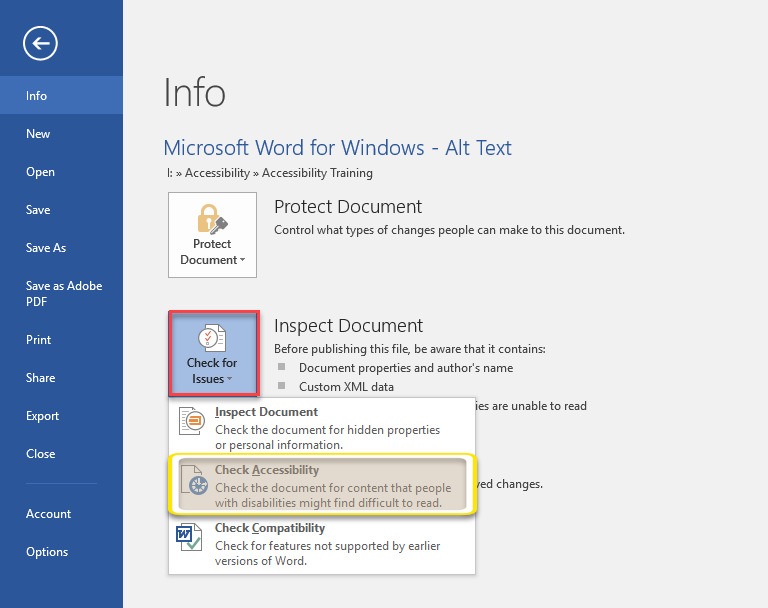 Info
New
Open
Save
Save As
Save as Adobe
PDF
Print
Share
Export
Close
Account
Options
Info
Microsoft Word for Windows - Alt Text
I: » Accessibility » Accessibility Training
Protect
Document
Protect Document
Control what types of changes people can make to this document.
Check for
Issues
Inspect Document
Before publishing this file, be aware that it contains:
Document properties and author's name
Custom XML data
are unable to read
changes.
Inspect Document
Check the document for hidden properties
or personal information.
Check Accessibility
Check the document for content that people
with disabilities might find difficult to read.
Check Compatibility
Check for features not supported by earlier
versions of Word.